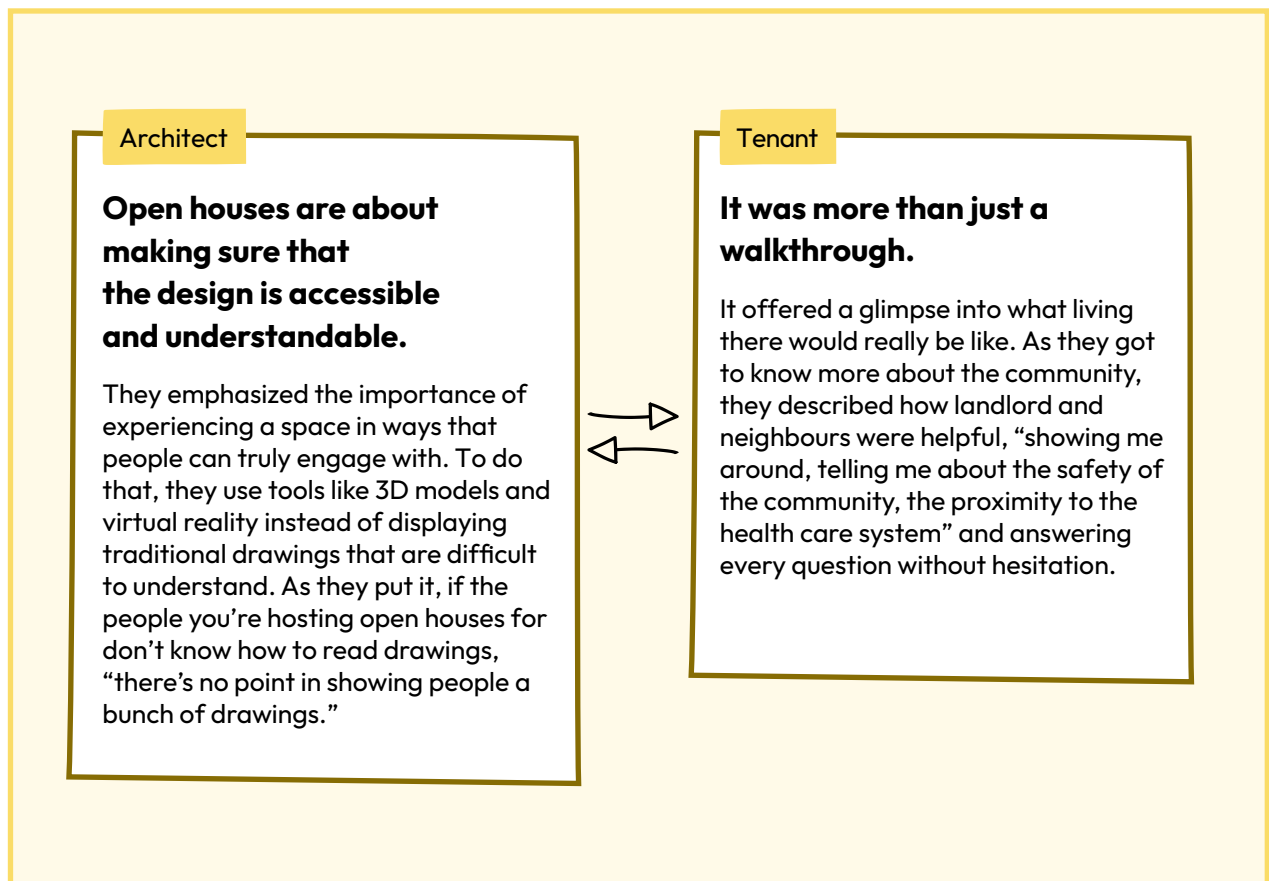 Architect
Open houses are about
making sure that
the design is accessible
and understandable.
They emphasized the importance of
experiencing a space in ways that
people can truly engage with. To do
that, they use tools like 3D models and
virtual reality instead of displaying
traditional drawings that are difficult
to understand. As they put it, if the
people you’re hosting open houses for
don’t know how to read drawings,
“there’s no point in showing people a
bunch of drawings.”
Tenant
It was more than just a
walkthrough.
It offered a glimpse into what living
there would really be like. As they got
to know more about the community,
they described how landlord and
neighbours were helpful, “showing me
around, telling me about the safety of
the community, the proximity to the
health care system” and answering
every question without hesitation.